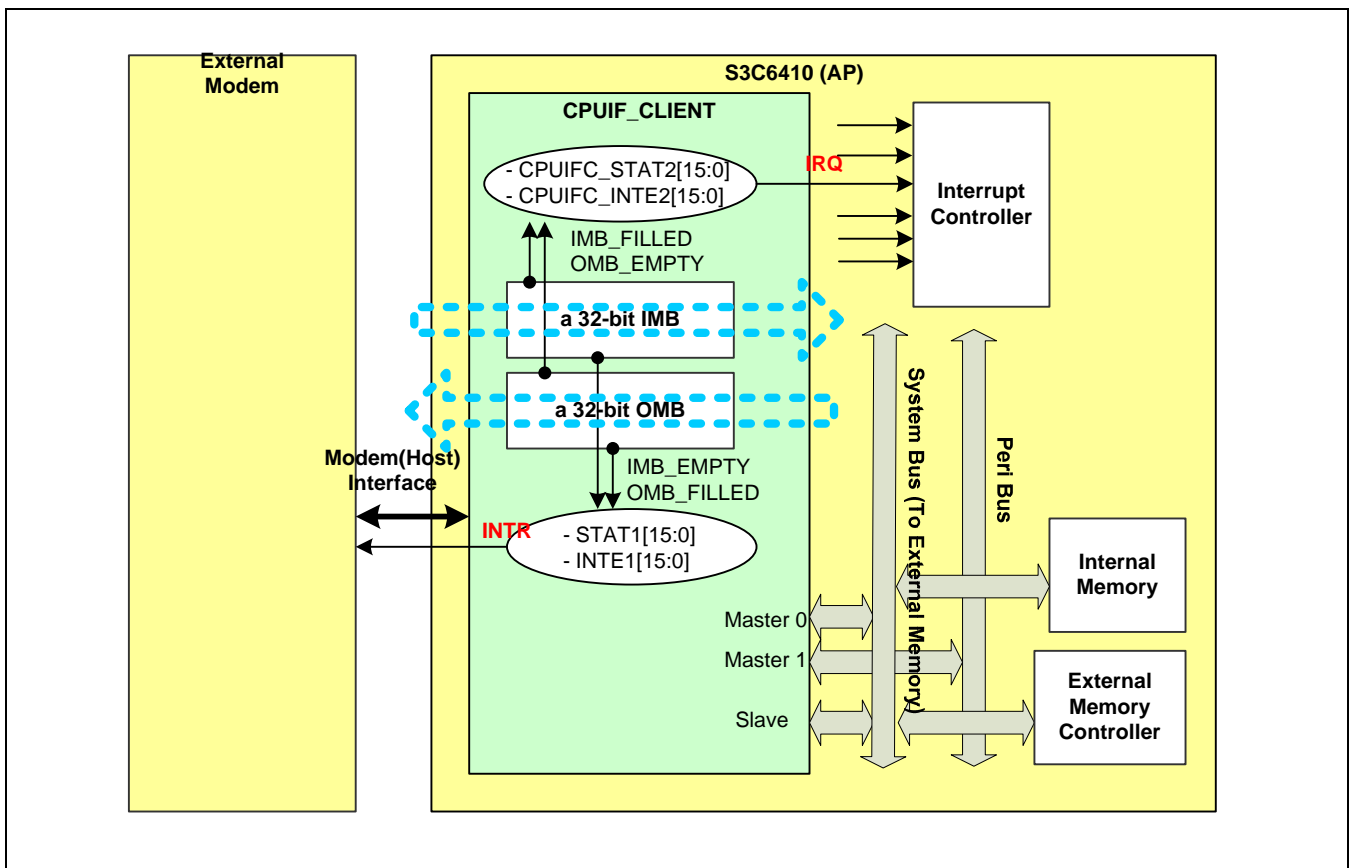 External
Modem
S3C6410 (AP)
CPUIF_CLIENT
- CPUIFC_STAT2[15:0]
- CPUIFC_INTE2[15:0]
IRQ
Interrupt
Controller
IMB_FILLED
OMB_EMPTY
a 32-bit IMB
a 32-bit OMB
System Bus (To External Memory)
Peri Bus
Modem(Host)
Interface
IMB_EMPTY
OMB_FILLED
INTR
- STAT1[15:0]
- INTE1[15:0]
Internal
Memory
Master 0
Master 1
Slave
External
Memory
Controller